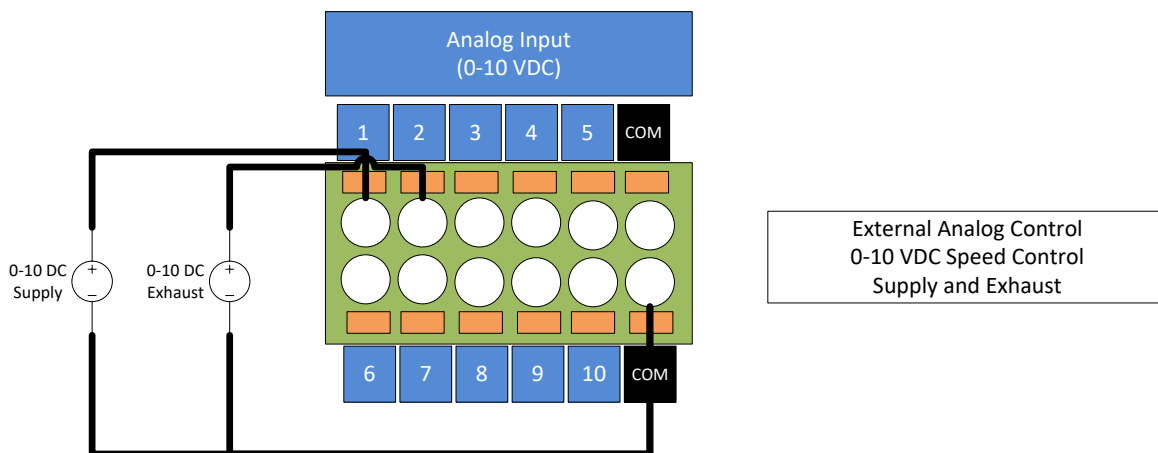 Analog Input
(0-10 VDC)
1 2 3 4 5 COM
0-10 DC
Supply
+
–
0-10 DC
Exhaust
+
–
External Analog Control
0-10 VDC Speed Control
Supply and Exhaust
6 7 8 9 10 COM